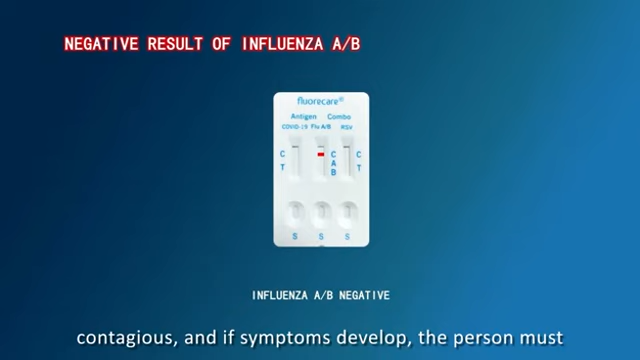 NEGATIVE RESULT OF INFLUENZA A/B
fluorecare®
Antigen Combo
COVID-19 Flu A/B RSV
C C C
T A T
B
S S S
INFLUENZA A/B NEGATIVE
contagious, and if symptoms develop, the person must